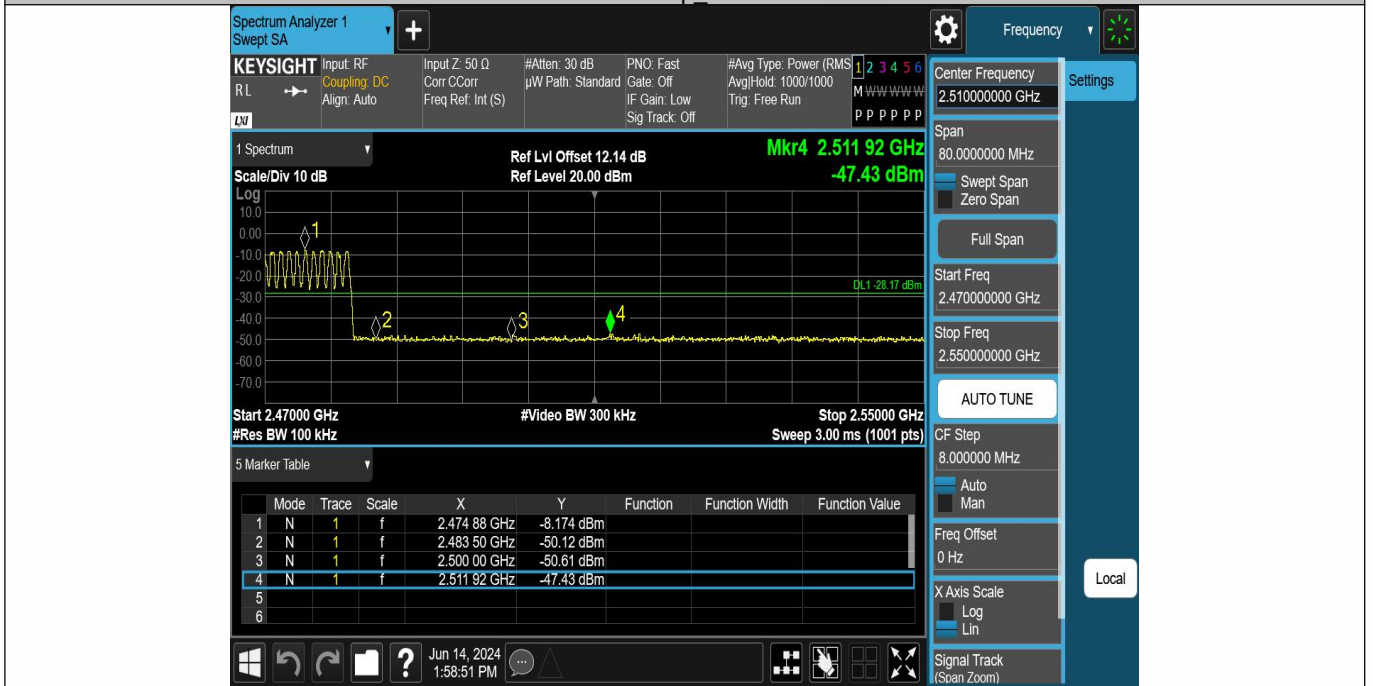 Spectrum Analyzer 1
Swept SA
+
Frequency
KEYSIGHT
RL
LXI
Input: RF
Coupling: DC
Align: Auto
Input Z: 50 Ω
Corr CCorr
Freq Ref: Int (S)
#Atten: 30 dB
µW Path: Standard
PNO: Fast
Gate: Off
IF Gain: Low
Sig Track: Off
#Avg Type: Power (RMS
Avg|Hold: 1000/1000
Trig: Free Run
1 2 3 4 5 6
M W W W W W
P P P P P P
1 Spectrum
Scale/Div 10 dB
Ref Lvl Offset 12.14 dB
Ref Level 20.00 dBm
Mkr4 2.511 92 GHz
-47.43 dBm
Log
10.0
0.00
-10.0
-20.0
-30.0
-40.0
-50.0
-60.0
-70.0
1
2
3
4
DL1 -28.17 dBm
Start 2.47000 GHz
#Video BW 300 kHz
Stop 2.55000 GHz
#Res BW 100 kHz
Sweep 3.00 ms (1001 pts)
5 Marker Table
Mode Trace Scale X Y Function Function Width Function Value
1 N 1 f 2.474 88 GHz -8.174 dBm
2 N 1 f 2.483 50 GHz -50.12 dBm
3 N 1 f 2.500 00 GHz -50.61 dBm
4 N 1 f 2.511 92 GHz -47.43 dBm
5
6
?
Jun 14, 2024
1:58:51 PM
Center Frequency
2.510000000 GHz
Span
80.0000000 MHz
Swept Span
Zero Span
Full Span
Start Freq
2.470000000 GHz
Stop Freq
2.550000000 GHz
AUTO TUNE
CF Step
8.000000 MHz
Auto
Man
Freq Offset
0 Hz
X Axis Scale
Log
Lin
Signal Track
(Span Zoom)
Settings
Local